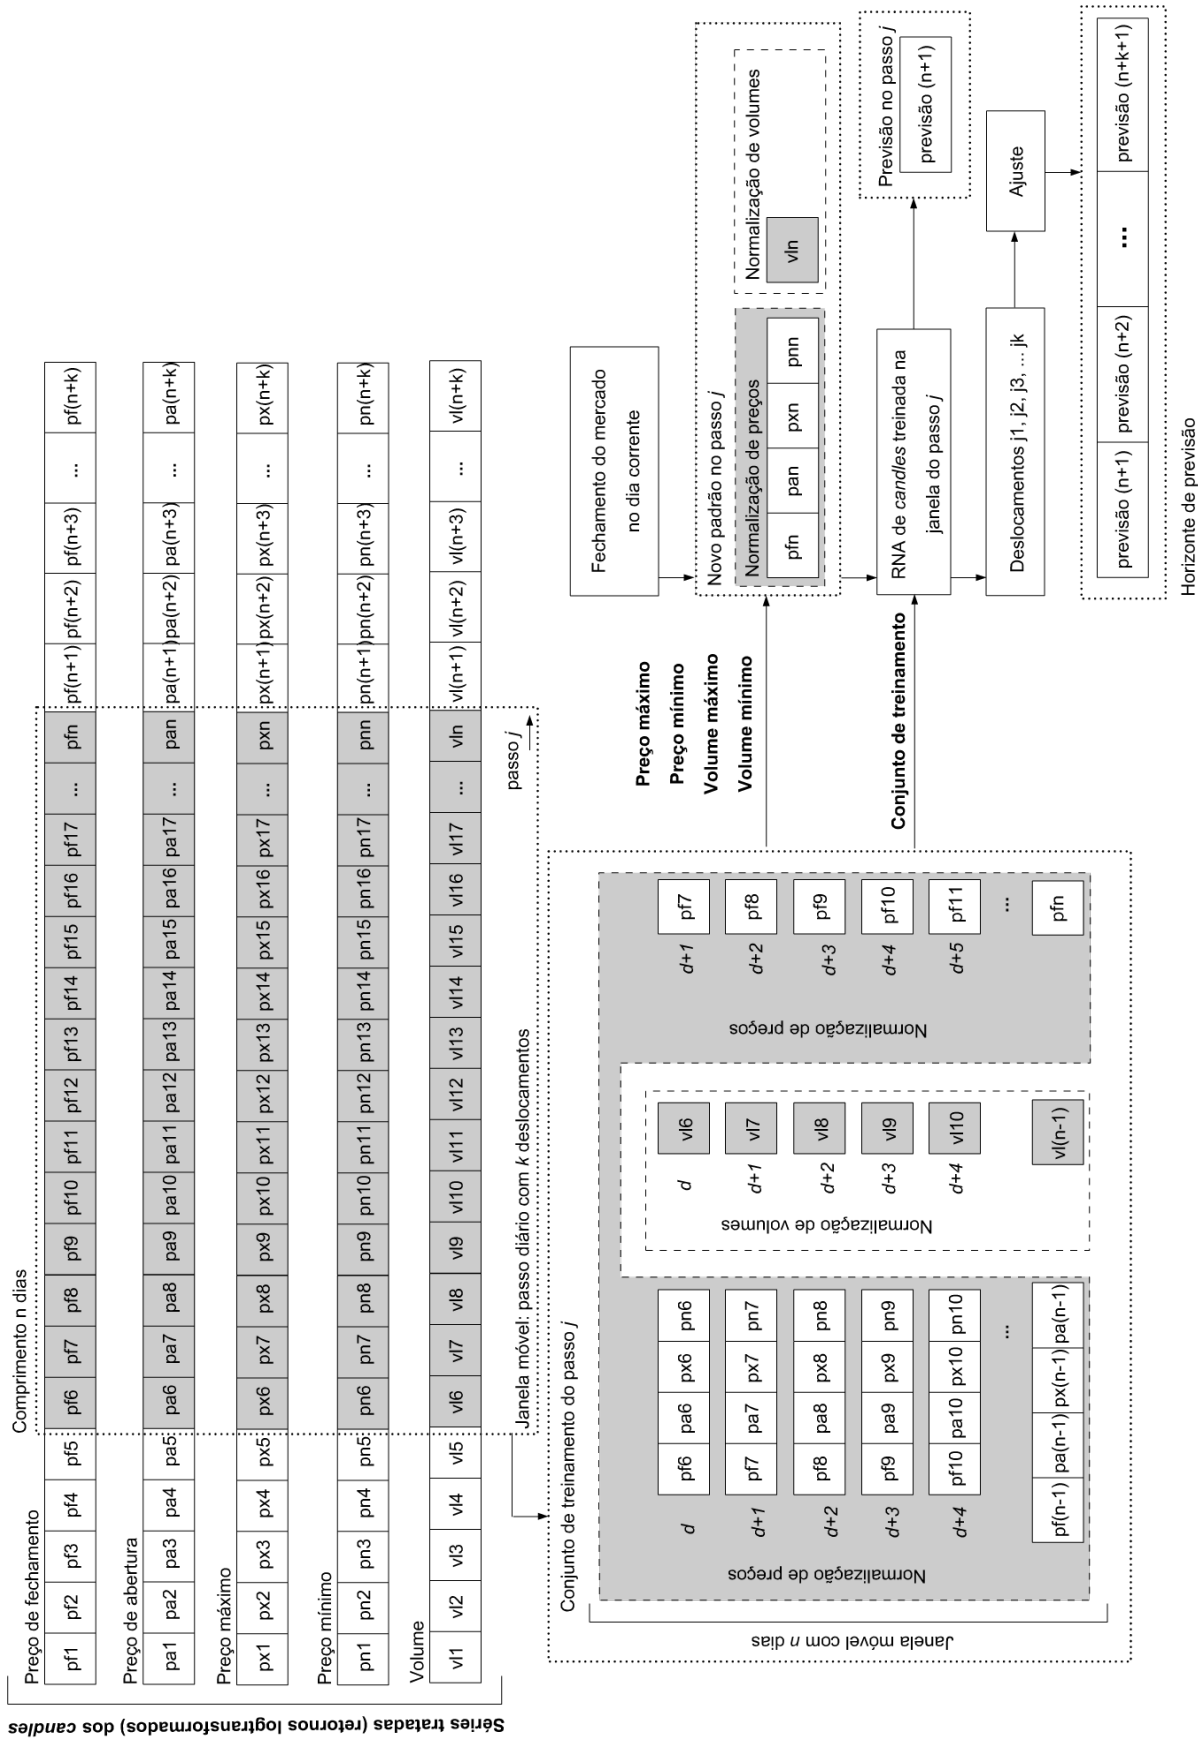 Séries tratadas (retornos logtransformados) dos candles
Preço de fechamento
Comprimento n dias
pf1 pf2 pf3 pf4 pf5 pf6 pf7 pf8 pf9 pf10 pf11 pf12 pf13 pf14 pf15 pf16 pf17 ... pfn pf(n+1) pf(n+2) pf(n+3) ... pf(n+k)
Preço de abertura
pa1 pa2 pa3 pa4 pa5 pa6 pa7 pa8 pa9 pa10 pa11 pa12 pa13 pa14 pa15 pa16 pa17 ... pan pa(n+1) pa(n+2) pa(n+3) ... pa(n+k)
Preço máximo
px1 px2 px3 px4 px5 px6 px7 px8 px9 px10 px11 px12 px13 px14 px15 px16 px17 ... pxn px(n+1) px(n+2) px(n+3) ... px(n+k)
Preço mínimo
pn1 pn2 pn3 pn4 pn5 pn6 pn7 pn8 pn9 pn10 pn11 pn12 pn13 pn14 pn15 pn16 pn17 ... pnn pn(n+1) pn(n+2) pn(n+3) ... pn(n+k)
Volume
vl1 vl2 vl3 vl4 vl5 vl6 vl7 vl8 vl9 vl10 vl11 vl12 vl13 vl14 vl15 vl16 vl17 ... vln vl(n+1) vl(n+2) vl(n+3) ... vl(n+k)
Janela móvel: passo diário com k deslocamentos
passo j
Conjunto de treinamento do passo j
Janela móvel com n dias
Normalização de preços
d pf6 pa6 px6 pn6
d+1 pf7 pa7 px7 pn7
d+2 pf8 pa8 px8 pn8
d+3 pf9 pa9 px9 pn9
d+4 pf10 pa10 px10 pn10
...
pf(n-1) pa(n-1) px(n-1) pa(n-1)
Normalização de volumes
d vl6
d+1 vl7
d+2 vl8
d+3 vl9
d+4 vl10
vl(n-1)
Normalização de preços
d+1 pf7
d+2 pf8
d+3 pf9
d+4 pf10
d+5 pf11
...
pfn
Preço máximo
Preço mínimo
Volume máximo
Volume mínimo
Conjunto de treinamento
Fechamento do mercado
no dia corrente
Novo padrão no passo j
Normalização de preços
pfn pan pxn pnn
Normalização de volumes
vln
RNA de candles treinada na
janela do passo j
Previsão no passo j
previsão (n+1)
Deslocamentos j1, j2, j3, ... jk
Ajuste
previsão (n+1) previsão (n+2) ... previsão (n+k+1)
Horizonte de previsão